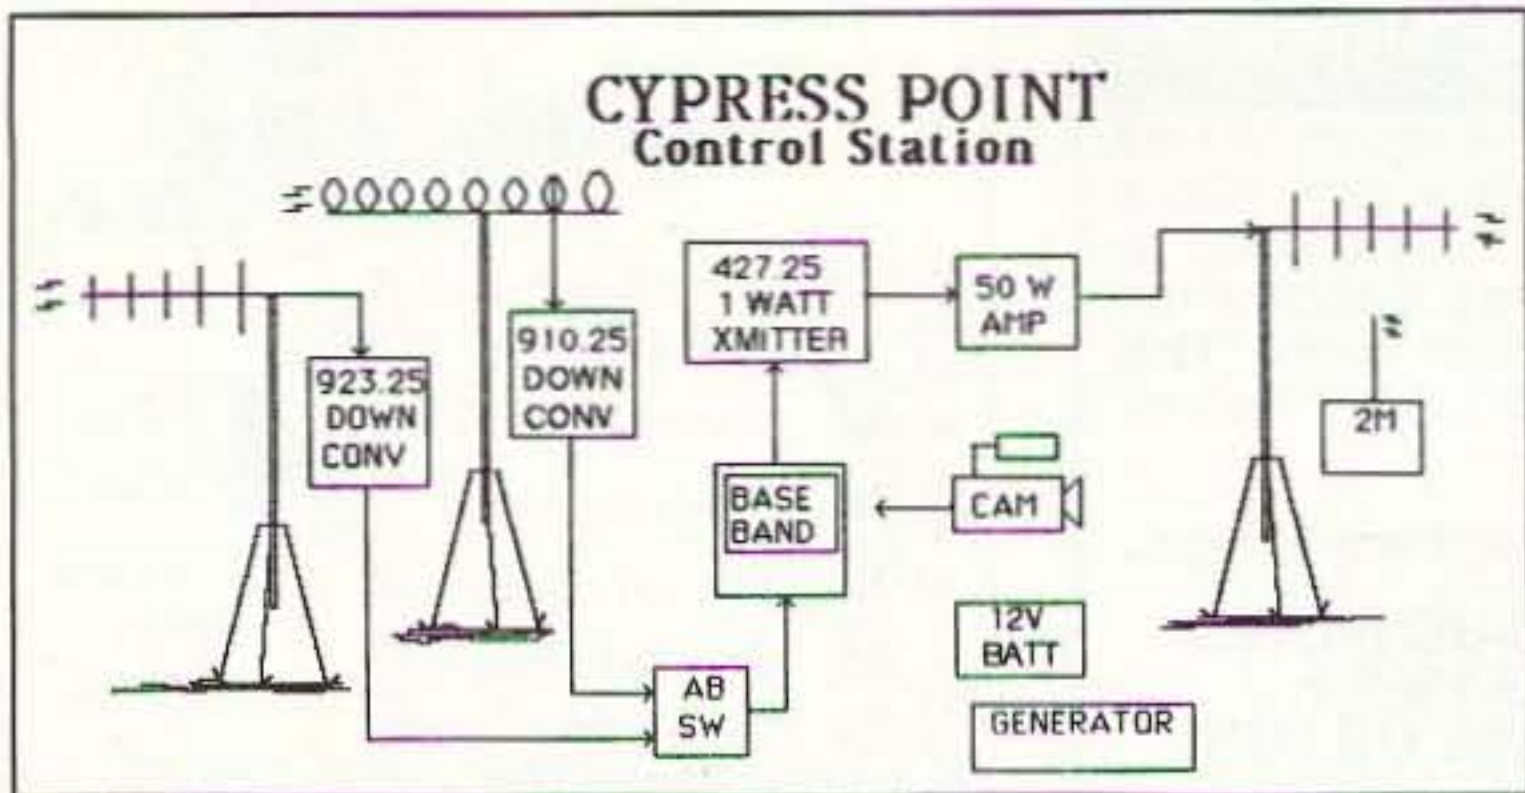 CYPRESS POINT
Control Station
923.25
DOWN
CONV
910.25
DOWN
CONV
427.25
1 WATT
XMITTER
50 W
AMP
2M
BASE
BAND
CAM
12V
BATT
AB
SW
GENERATOR